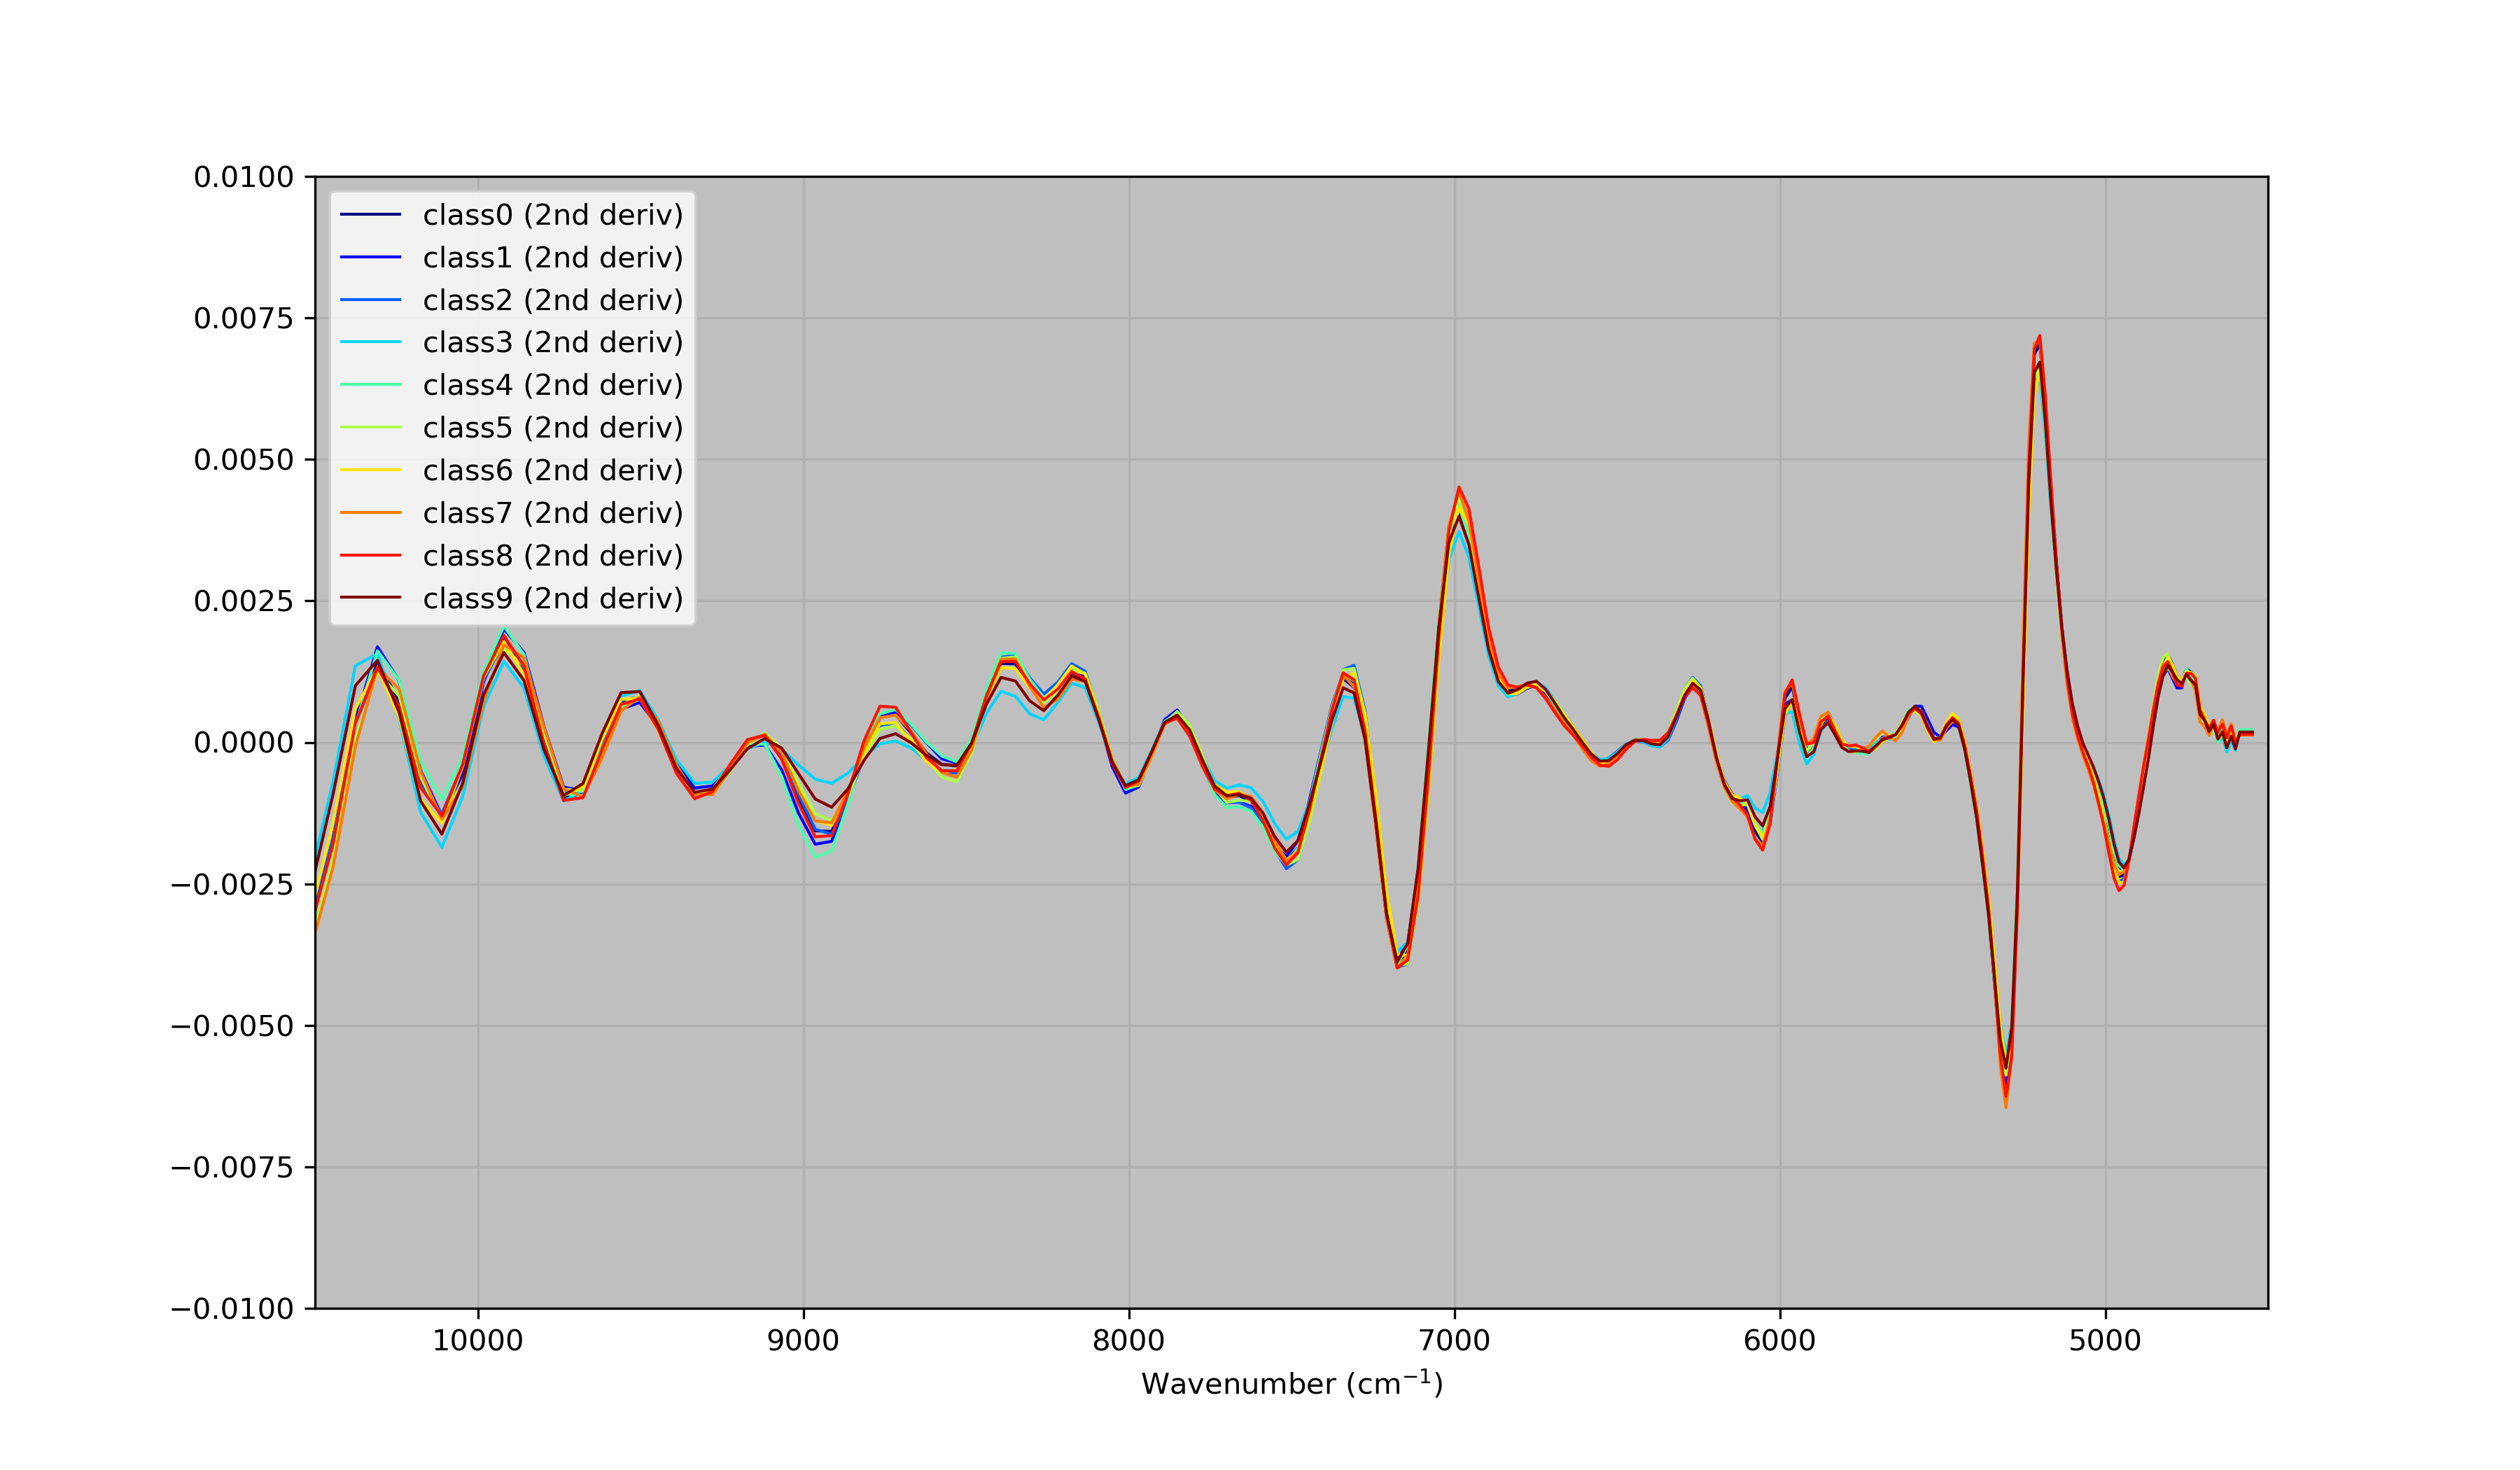 0.0100
0.0075
0.0050
0.0025
0.0000
−0.0025
−0.0050
−0.0075
−0.0100
class0 (2nd deriv)
class1 (2nd deriv)
class2 (2nd deriv)
class3 (2nd deriv)
class4 (2nd deriv)
class5 (2nd deriv)
class6 (2nd deriv)
class7 (2nd deriv)
class8 (2nd deriv)
class9 (2nd deriv)
10000 9000 8000 7000 6000 5000
Wavenumber (cm⁻¹)